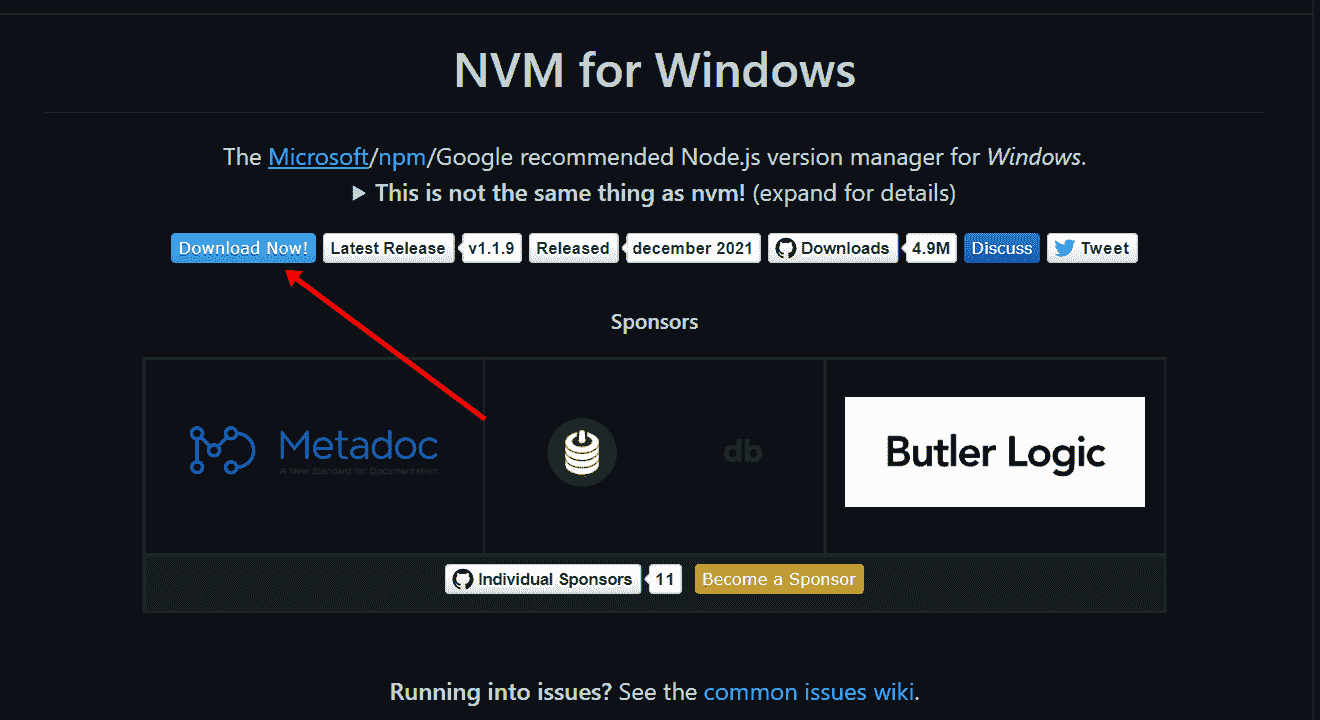 NVM for Windows
The Microsoft/npm/Google recommended Node.js version manager for Windows.
This is not the same thing as nvm! (expand for details)
Download Now! Latest Release v1.1.9 Released december 2021 Downloads 4.9M Discuss Tweet
Sponsors
Metadoc db Butler Logic
A New Standard for Documentation
Individual Sponsors 11 Become a Sponsor
Running into issues? See the common issues wiki.